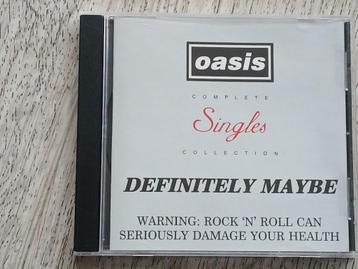 oasis
COMPLETE
Singles
COLLECTION
DEFINITELY MAYBE
WARNING: ROCK 'N' ROLL CAN
SERIOUSLY DAMAGE YOUR HEALTH